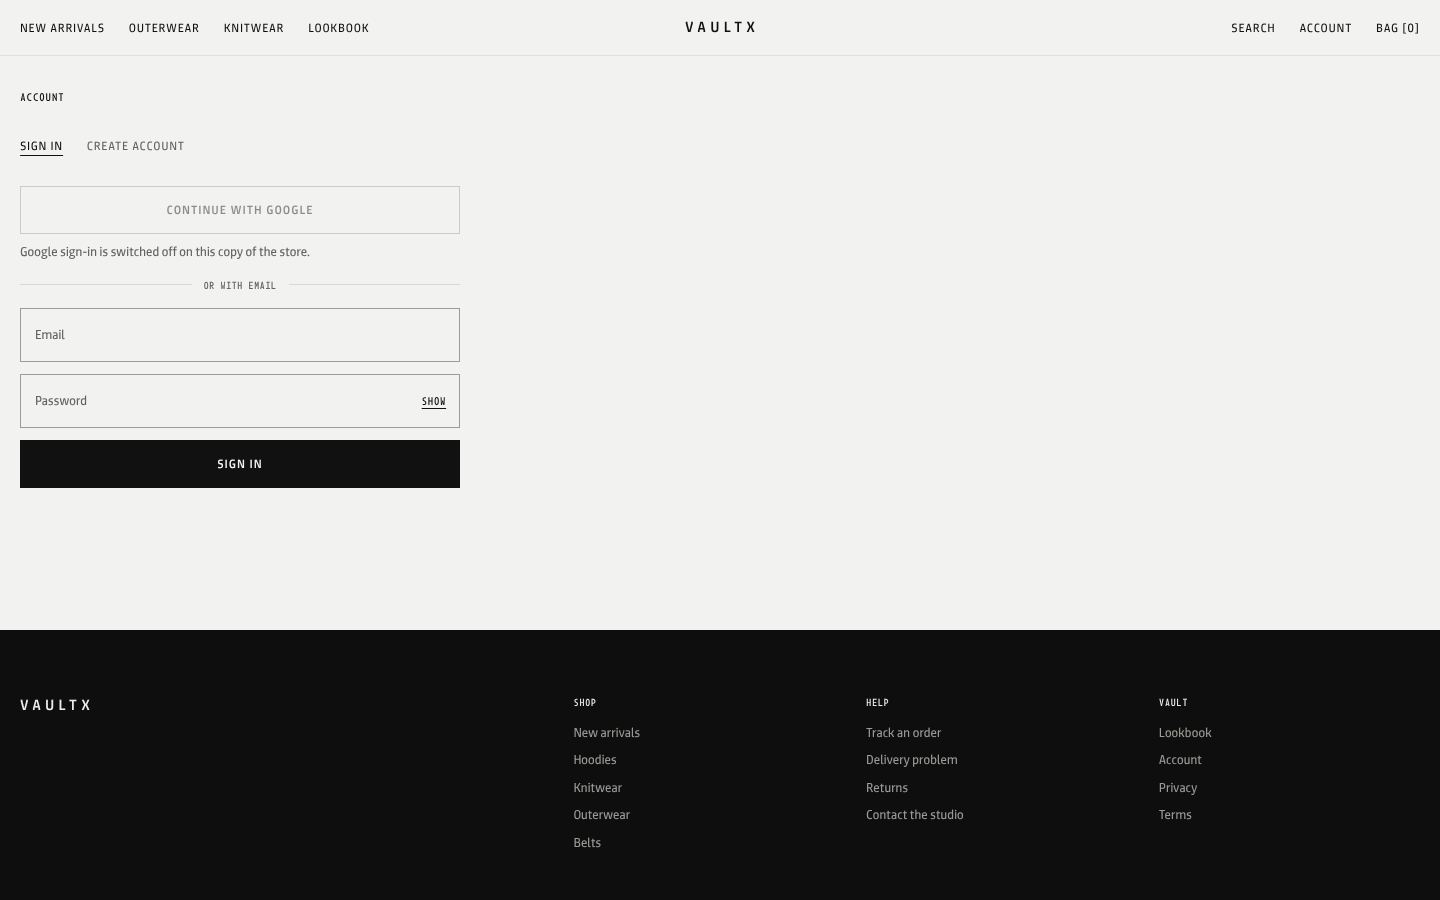 NEW ARRIVALS OUTERWEAR KNITWEAR LOOKBOOK VAULTX SEARCH ACCOUNT BAG [0]
ACCOUNT
SIGN IN CREATE ACCOUNT
CONTINUE WITH GOOGLE
Google sign-in is switched off on this copy of the store.
OR WITH EMAIL
Email
Password SHOW
SIGN IN
VAULTX
SHOP
New arrivals
Hoodies
Knitwear
Outerwear
Belts
HELP
Track an order
Delivery problem
Returns
Contact the studio
VAULT
Lookbook
Account
Privacy
Terms